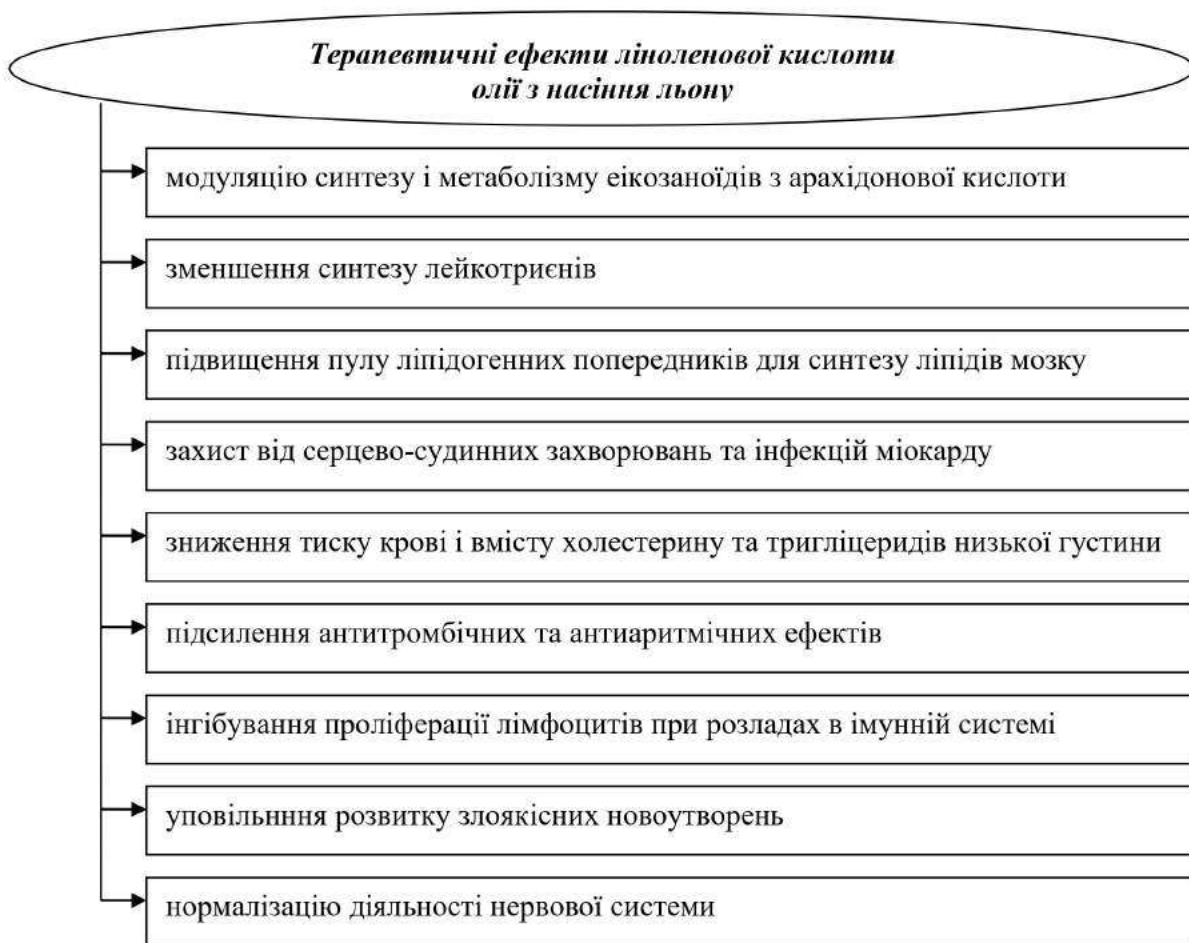 Терапевтичні ефекти ліноленової кислоти
олії з насіння льону
модуляцію синтезу і метаболізму еікозаноїдів з арахідонової кислоти
зменшення синтезу лейкотриєнів
підвищення пулу ліпідогенних попередників для синтезу ліпідів мозку
захист від серцево-судинних захворювань та інфекцій міокарду
зниження тиску крові і вмісту холестерину та тригліцеридів низької густини
підсилення антитромбічних та антиаритмічних ефектів
інгібування проліферації лімфоцитів при розладах в імунній системі
уповільнння розвитку злоякісних новоутворень
нормалізацію діяльності нервової системи